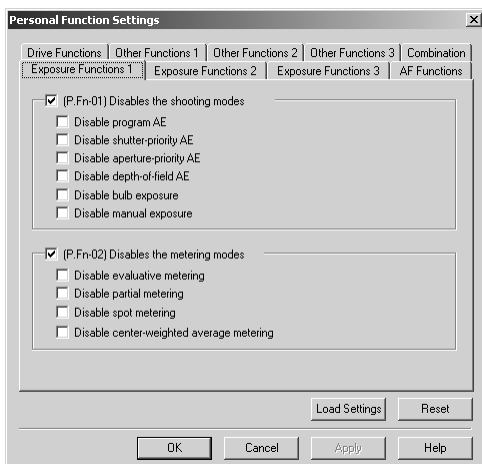 Personal Function Settings
Drive Functions Other Functions 1 Other Functions 2 Other Functions 3 Combination
Exposure Functions 1 Exposure Functions 2 Exposure Functions 3 AF Functions
(P.Fn-01) Disables the shooting modes
Disable program AE
Disable shutter-priority AE
Disable aperture-priority AE
Disable depth-of-field AE
Disable bulb exposure
Disable manual exposure
(P.Fn-02) Disables the metering modes
Disable evaluative metering
Disable partial metering
Disable spot metering
Disable center-weighted average metering
Load Settings Reset
OK Cancel Apply Help